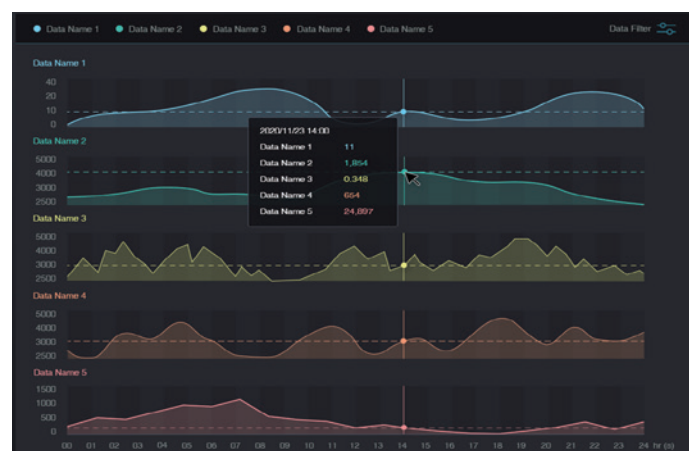 Data Name 1 Data Name 2 Data Name 3 Data Name 4 Data Name 5 Data Filter
Data Name 1
40
20
10
0
2020/11/23 14:00
Data Name 1 11
Data Name 2 1,854
Data Name 3 0.348
Data Name 4 654
Data Name 5 24,897
Data Name 2
5000
4000
3000
2500
Data Name 3
5000
4000
3000
2500
Data Name 4
5000
4000
3000
2500
Data Name 5
1500
1000
500
0
00 01 02 03 04 05 06 07 08 09 10 11 12 13 14 15 16 17 18 19 20 21 22 23 24 hr